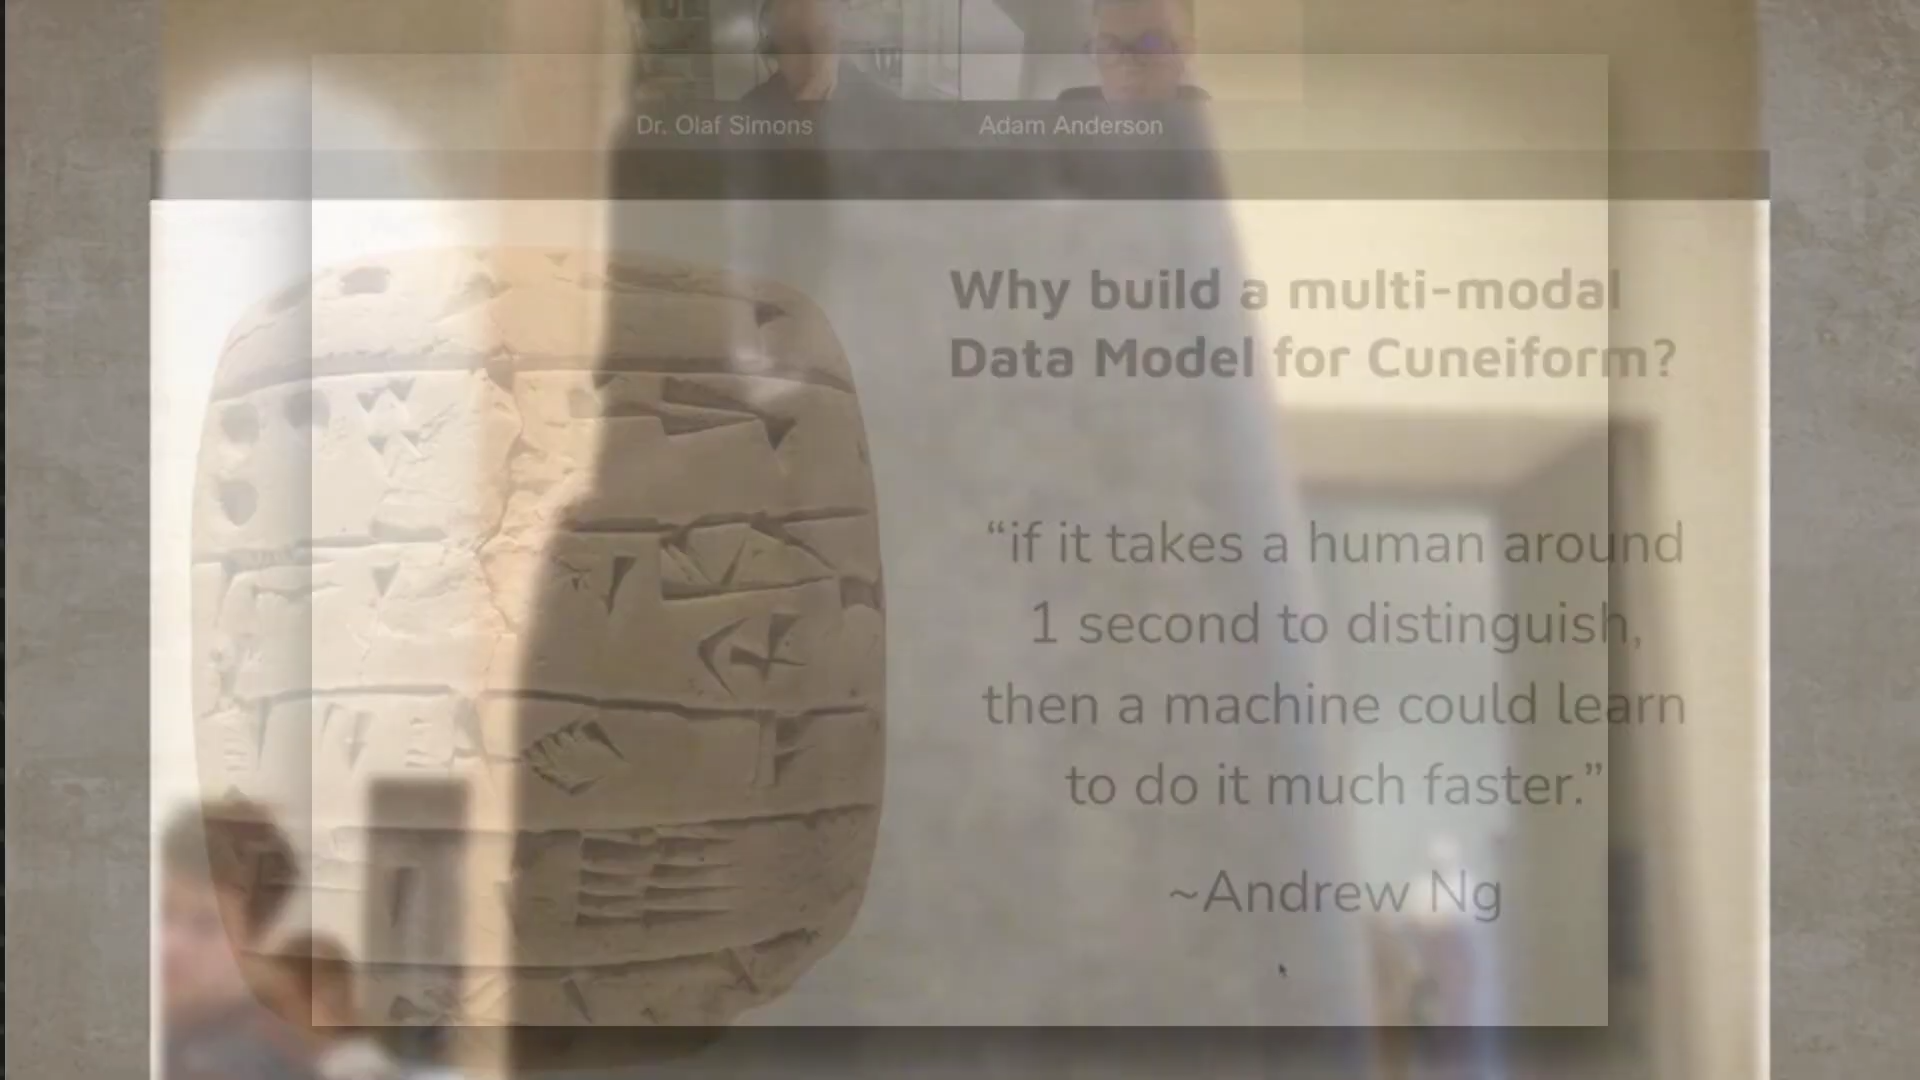 Dr. Olaf Simons
Adam Anderson
Why build a multi-modal
Data Model for Cuneiform?
“if it takes a human around
1 second to distinguish,
then a machine could learn
to do it much faster.”
~Andrew Ng